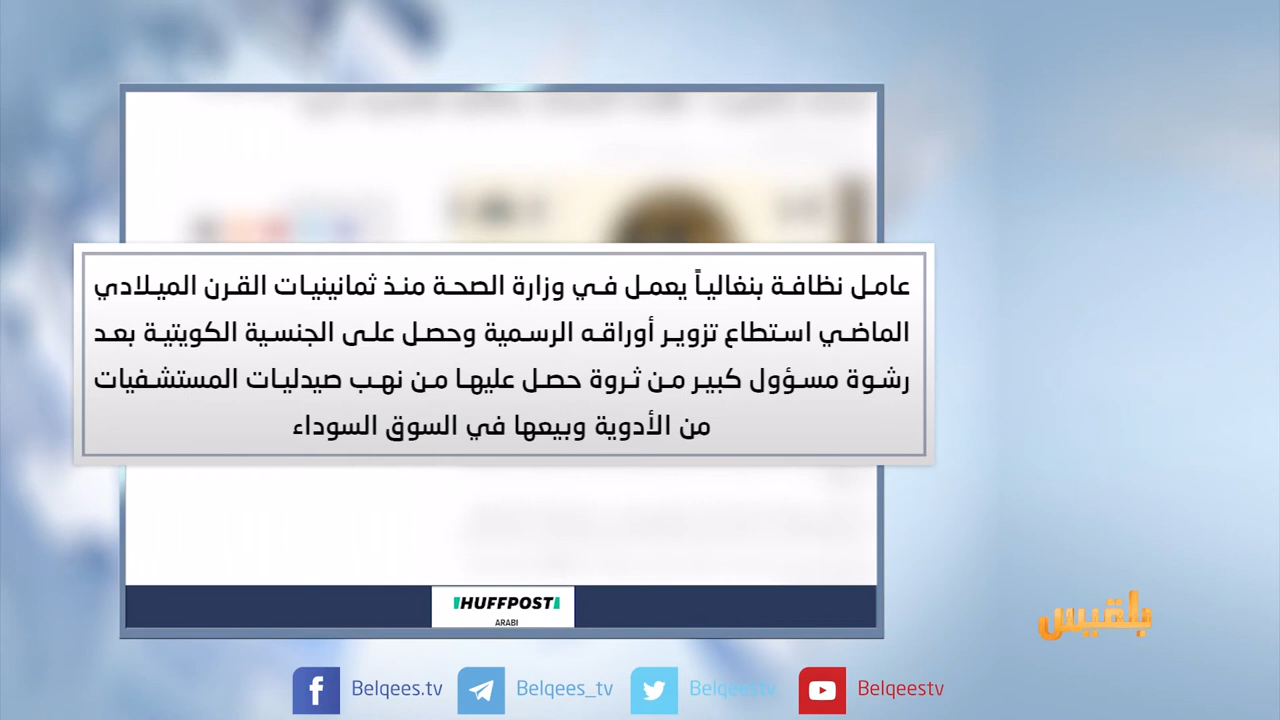 عامل نظافة بنغالياً يعمل في وزارة الصحة منذ ثمانينيات القرن الميلادي
الماضي استطاع تزوير أوراقه الرسمية وحصل على الجنسية الكويتية بعد
رشوة مسؤول كبير من ثروة حصل عليها من نهب صيدليات المستشفيات
من الأدوية وبيعها في السوق السوداء
HUFFPOST
ARABI
بلقيس
Belqees.tv
Belqees_tv
Belqeestv
Belqeestv